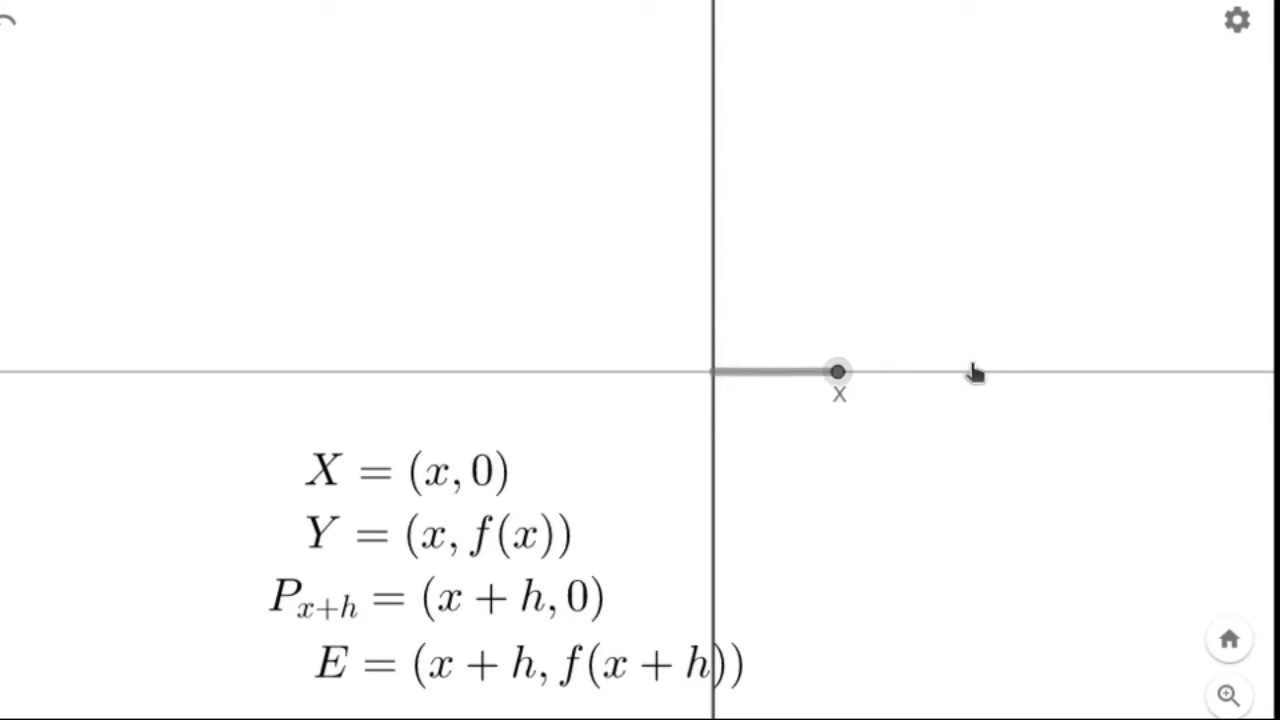 X
X = (x, 0)
Y = (x, f(x))
P_{x+h} = (x + h, 0)
E = (x + h, f(x + h))